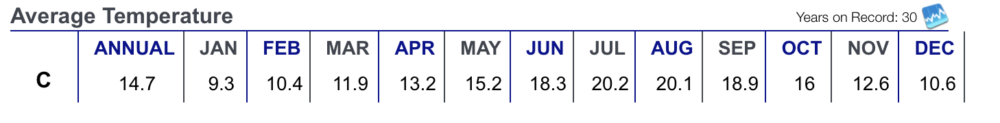 Average Temperature Years on Record: 30
ANNUAL JAN FEB MAR APR MAY JUN JUL AUG SEP OCT NOV DEC
C 14.7 9.3 10.4 11.9 13.2 15.2 18.3 20.2 20.1 18.9 16 12.6 10.6